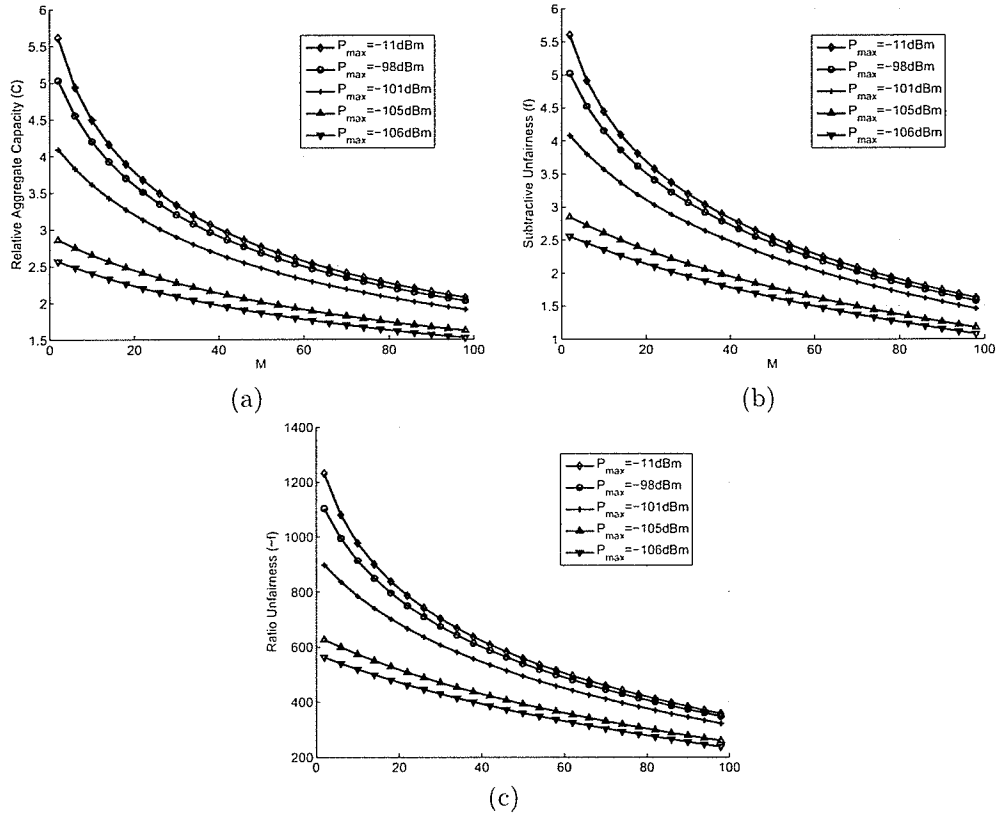 6
5.5
5
4.5
4
3.5
3
2.5
2
1.5
0 20 40 60 80 100
M
Relative Aggregate Capacity (C)
P_max=-11dBm
P_max=-98dBm
P_max=-101dBm
P_max=-105dBm
P_max=-106dBm
(a)
6
5.5
5
4.5
4
3.5
3
2.5
2
1.5
1
0 20 40 60 80 100
M
Subtractive Unfairness (f)
P_max=-11dBm
P_max=-98dBm
P_max=-101dBm
P_max=-105dBm
P_max=-106dBm
(b)
1400
1200
1000
800
600
400
200
0 20 40 60 80 100
Ratio Unfairness (~f)
P_max=-11dBm
P_max=-98dBm
P_max=-101dBm
P_max=-105dBm
P_max=-106dBm
(c)